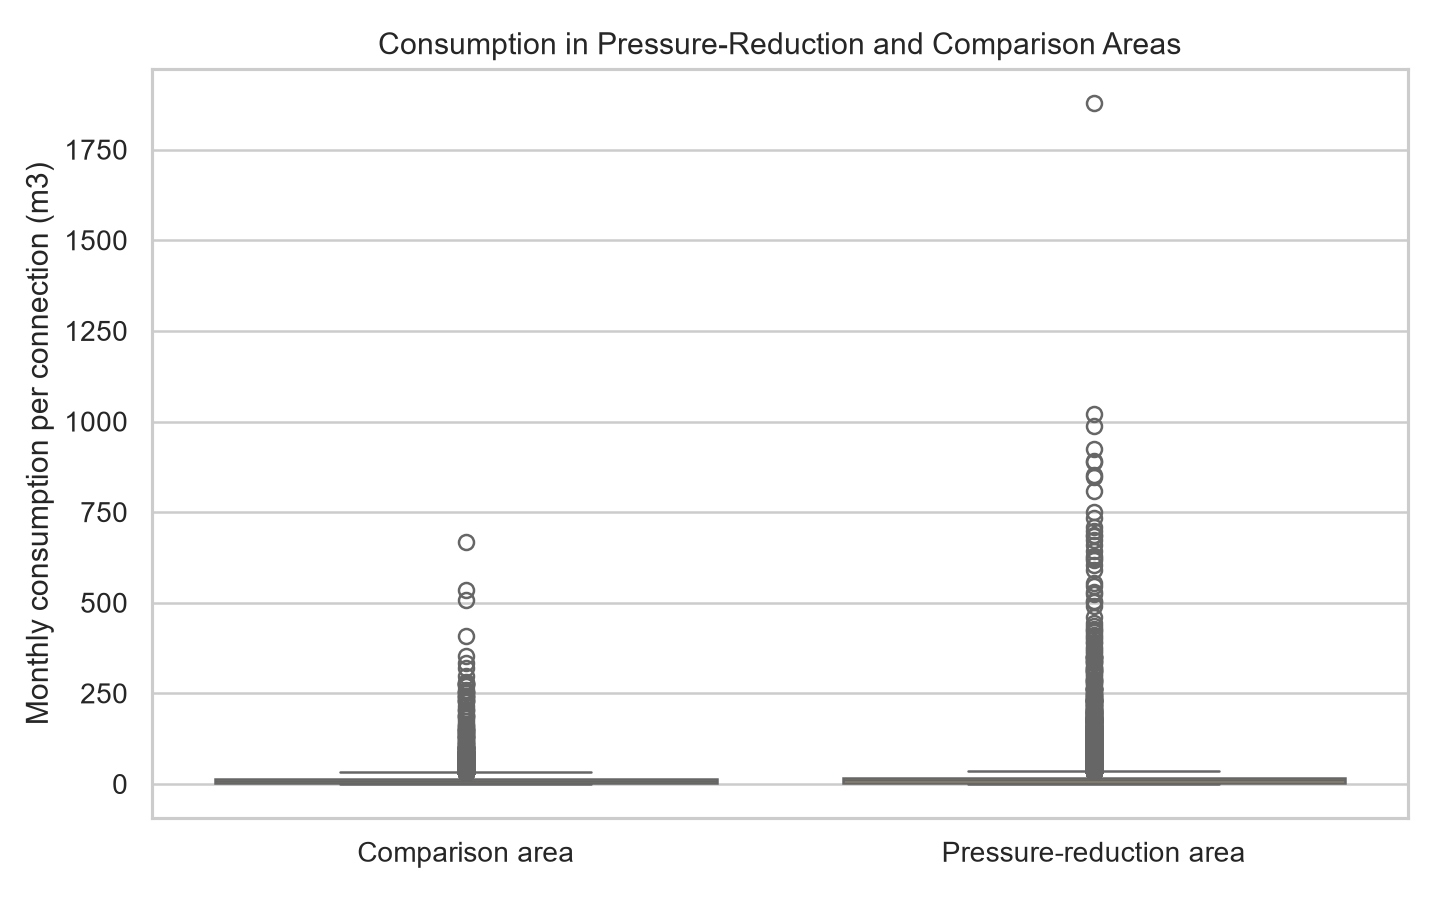 Consumption in Pressure-Reduction and Comparison Areas
Monthly consumption per connection (m3)
1750
1500
1250
1000
750
500
250
0
Comparison area
Pressure-reduction area